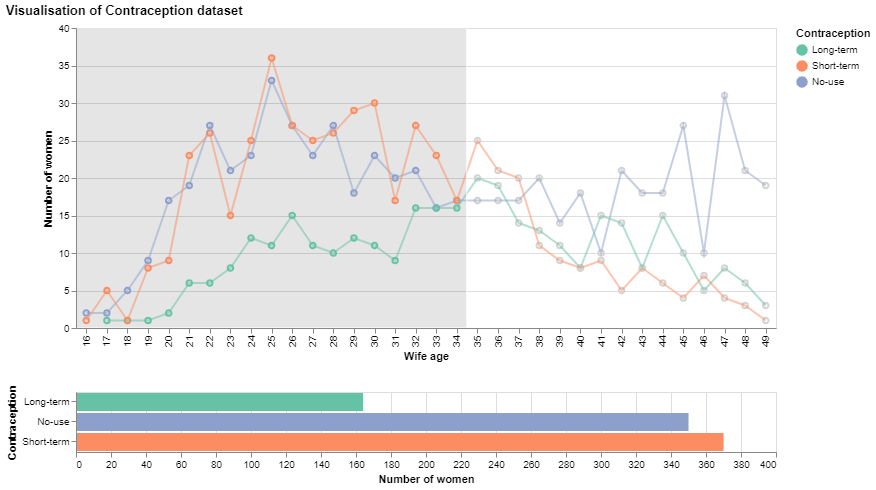 Visualisation of Contraception dataset
Number of women
40
35
30
25
20
15
10
5
0
16 17 18 19 20 21 22 23 24 25 26 27 28 29 30 31 32 33 34 35 36 37 38 39 40 41 42 43 44 45 46 47 48 49
Wife age
Contraception
Long-term
Short-term
No-use
Contraception
Long-term
No-use
Short-term
0 20 40 60 80 100 120 140 160 180 200 220 240 260 280 300 320 340 360 380 400
Number of women